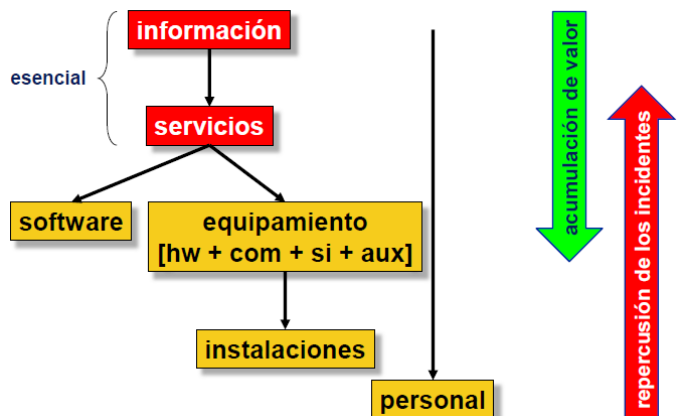 información
esencial
servicios
software
equipamiento
[hw + com + si + aux]
instalaciones
personal
acumulación de valor
repercusión de los incidentes